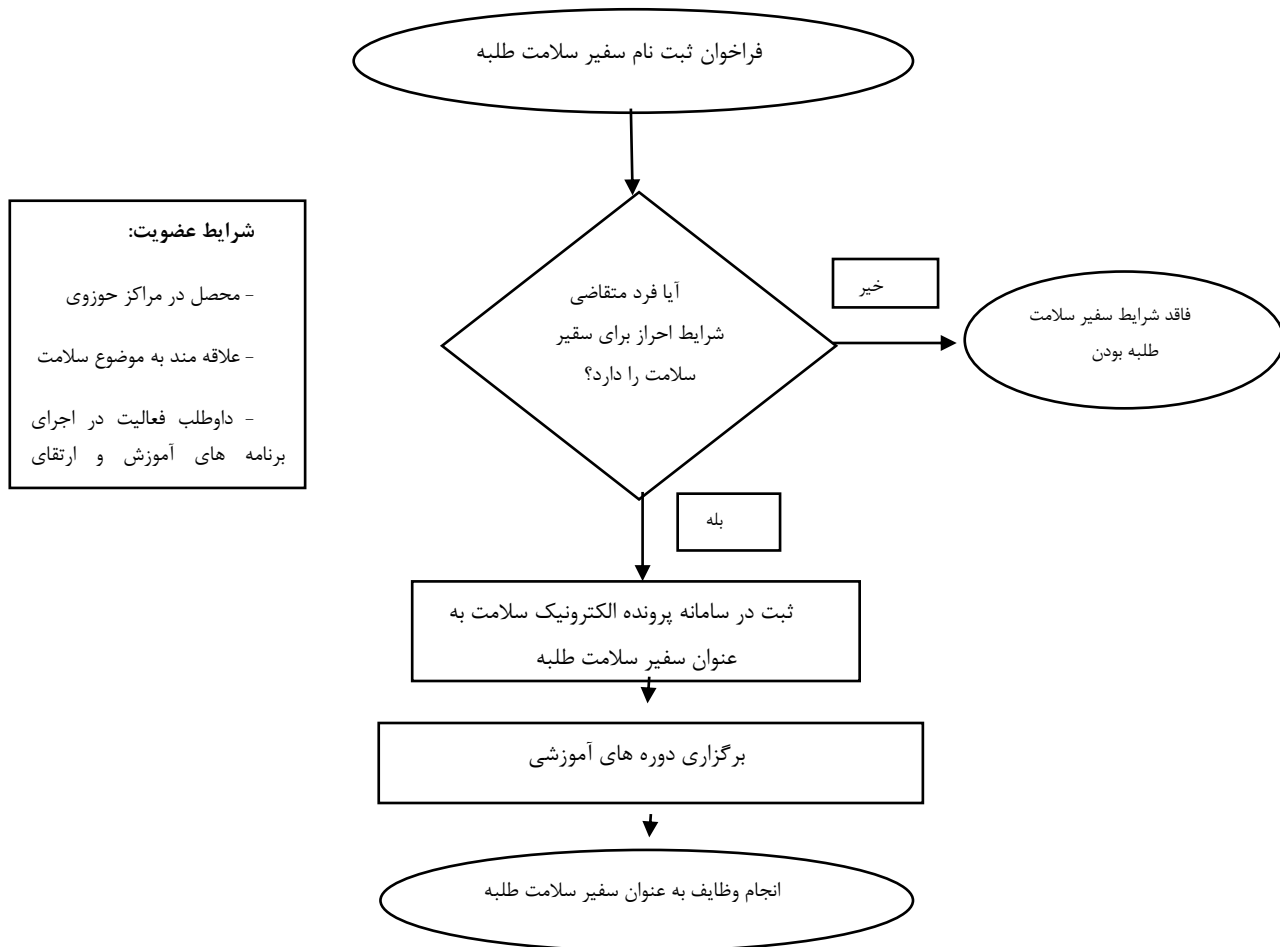 فراخوان ثبت نام سفیر سلامت طلبه
شرایط عضویت:
- محصل در مراکز حوزوی
- علاقه مند به موضوع سلامت
- داوطلب فعالیت در اجرای
برنامه های آموزش و ارتقای
آیا فرد متقاضی
شرایط احراز برای سقیر
سلامت را دارد؟
خیر
فاقد شرایط سفیر سلامت
طلبه بودن
بله
ثبت در سامانه پرونده الکترونیک سلامت به
عنوان سفیر سلامت طلبه
برگزاری دوره های آموزشی
انجام وظایف به عنوان سفیر سلامت طلبه